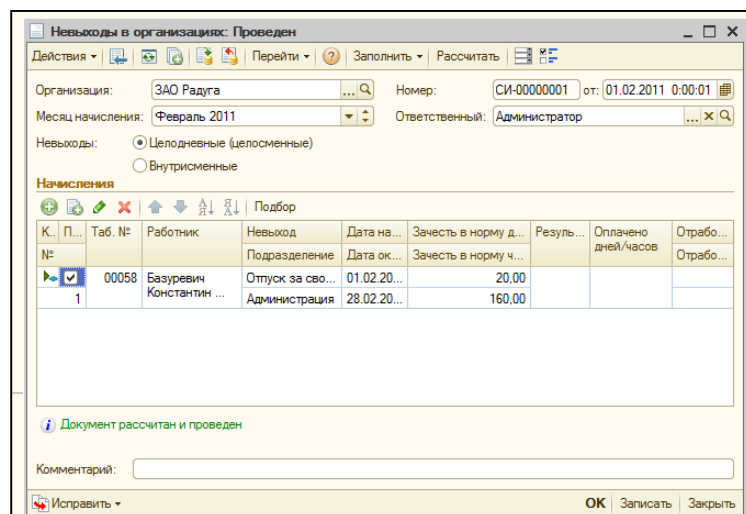 Невыходы в организациях: Проведен
Действия Перейти Заполнить Рассчитать
Организация: ЗАО Радуга ... Номер: СИ-00000001 от: 01.02.2011 0:00:01
Месяц начисления: Февраль 2011 Ответственный: Администратор ...
Невыходы: Целодневные (целосменные)
Внутрисменные
Начисления
Подбор
К.. П... Таб. № Работник Невыход Дата на... Зачесть в норму д... Резуль... Оплачено дней/часов Отрабо...
№ Подразделение Дата ок... Зачесть в норму ч... Отрабо...
00058 Базуревич Отпуск за сво... 01.02.20... 20,00
1 Константин ... Администрация 28.02.20... 160,00
Документ рассчитан и проведен
Комментарий:
Исправить OK Записать Закрыть